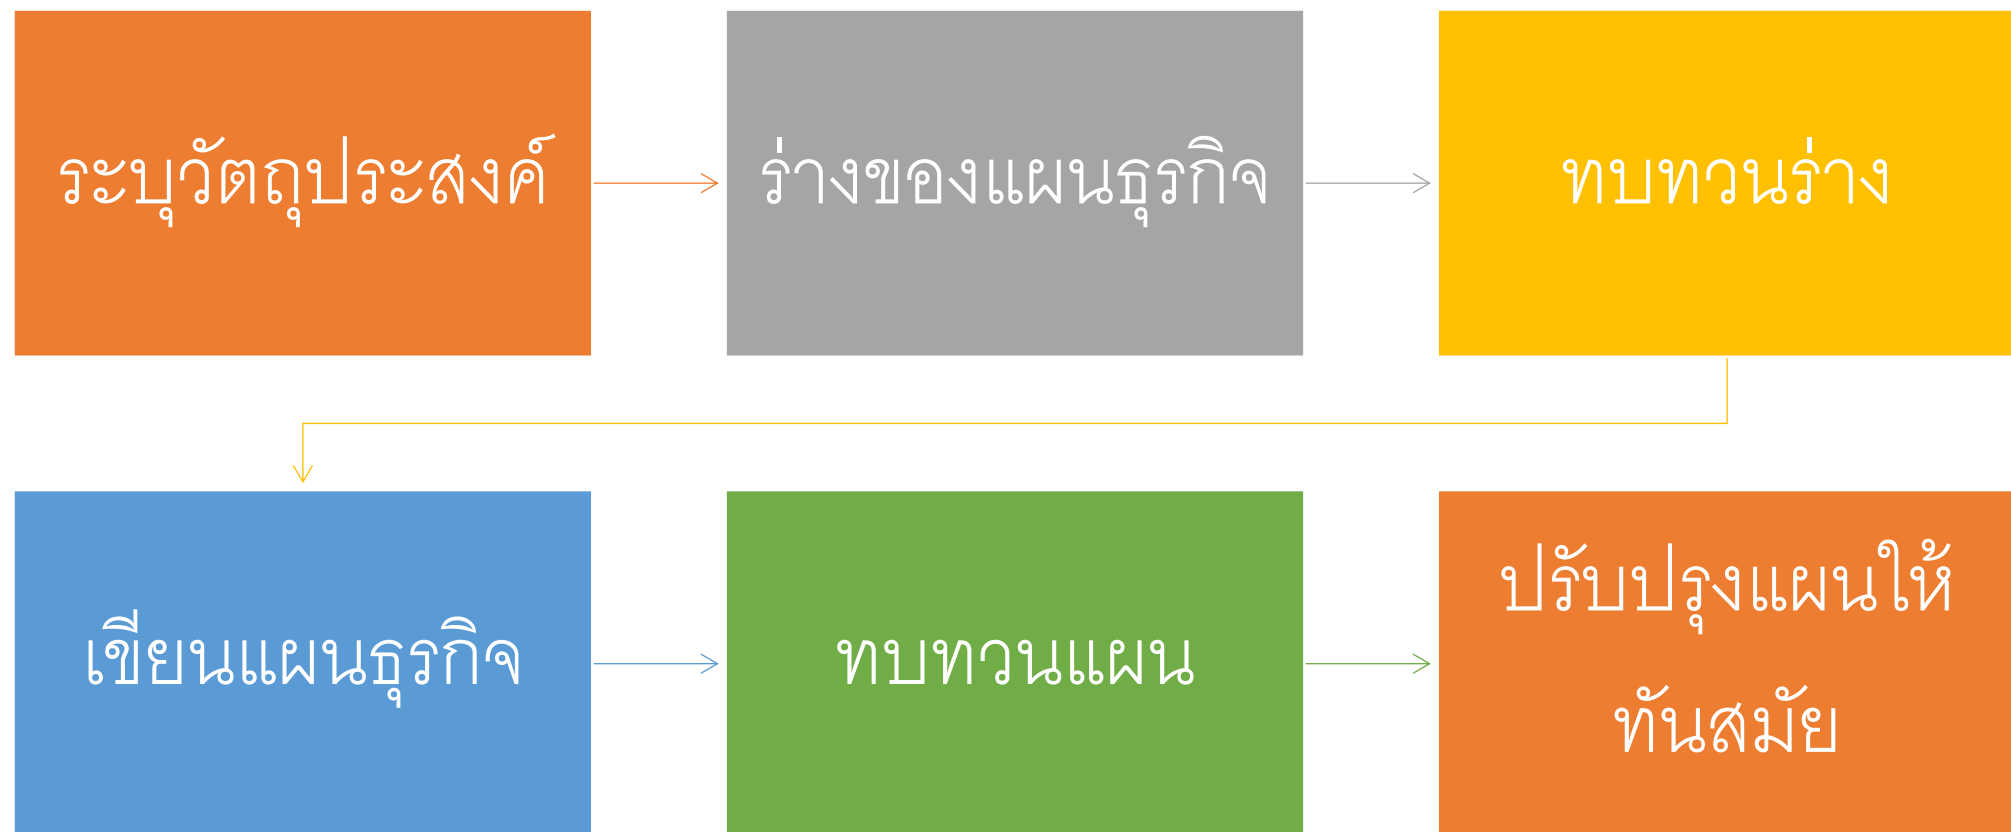 ระบุวัตถุประสงค์
ร่างของแผนธุรกิจ
ทบทวนร่าง
เขียนแผนธุรกิจ
ทบทวนแผน
ปรับปรุงแผนให้
ทันสมัย